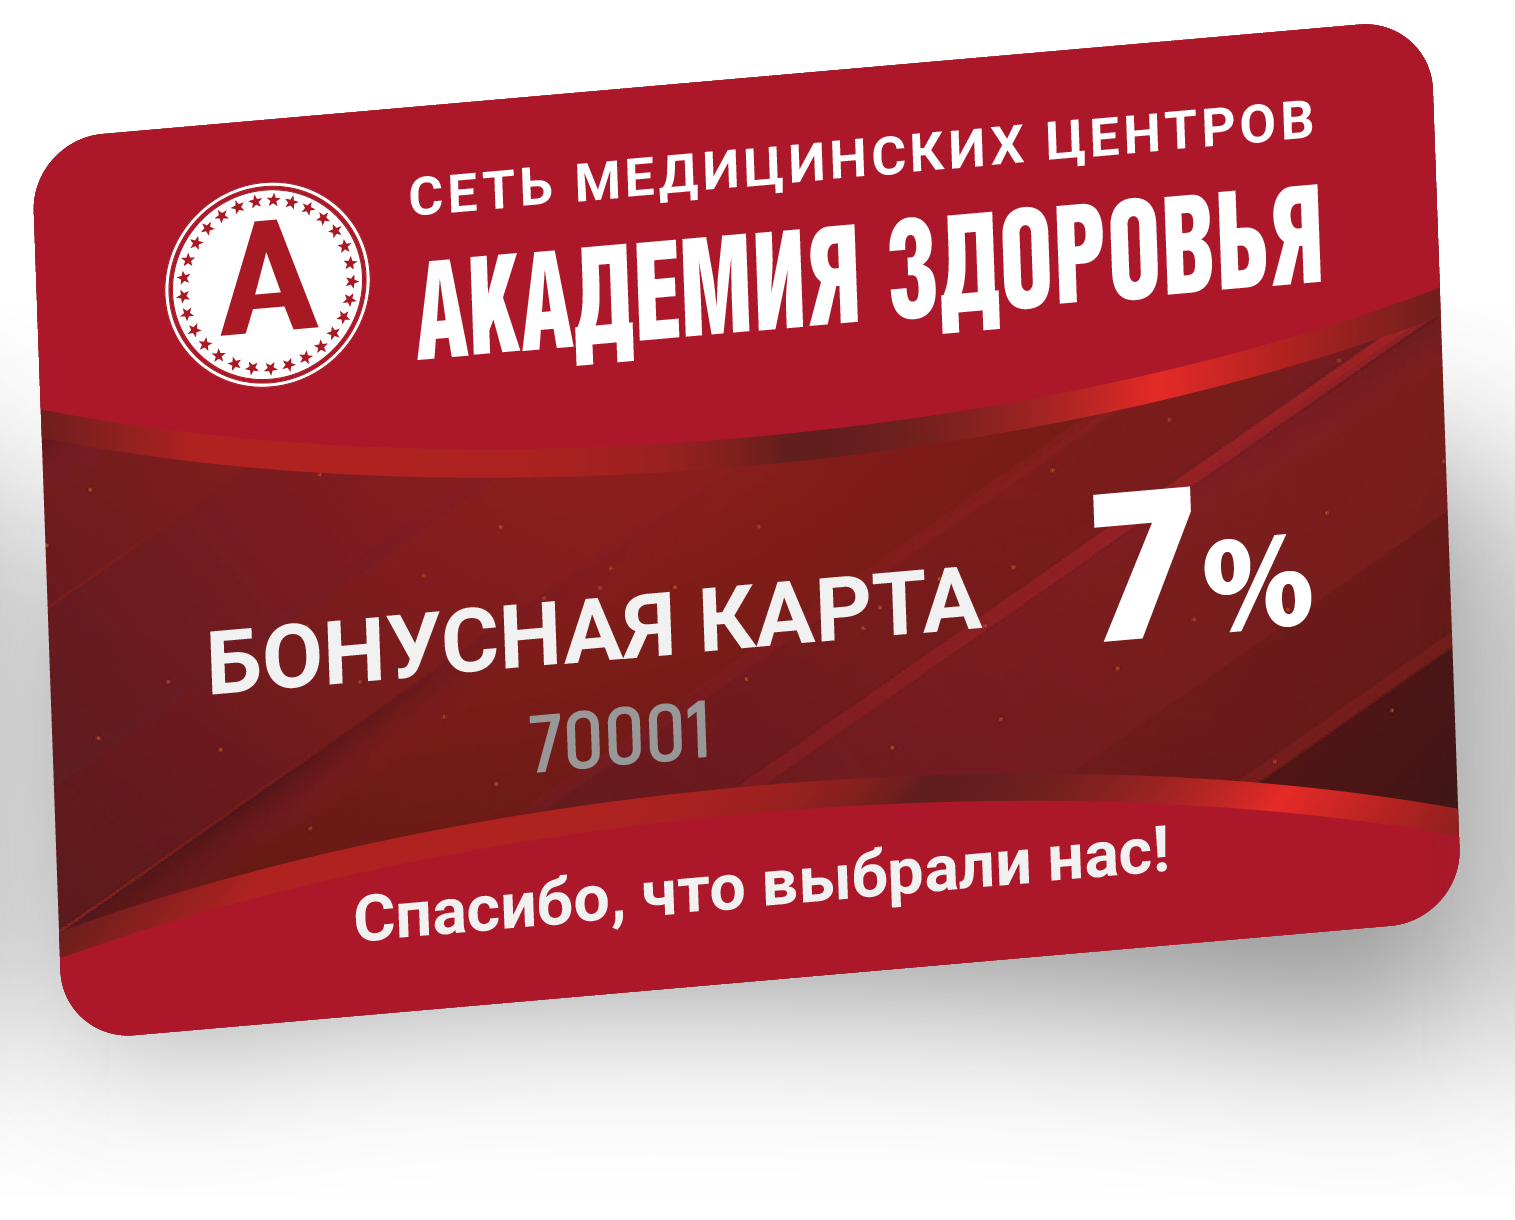 СЕТЬ МЕДИЦИНСКИХ ЦЕНТРОВ
А
АКАДЕМИЯ ЗДОРОВЬЯ
БОНУСНАЯ КАРТА 7%
70001
Спасибо, что выбрали нас!